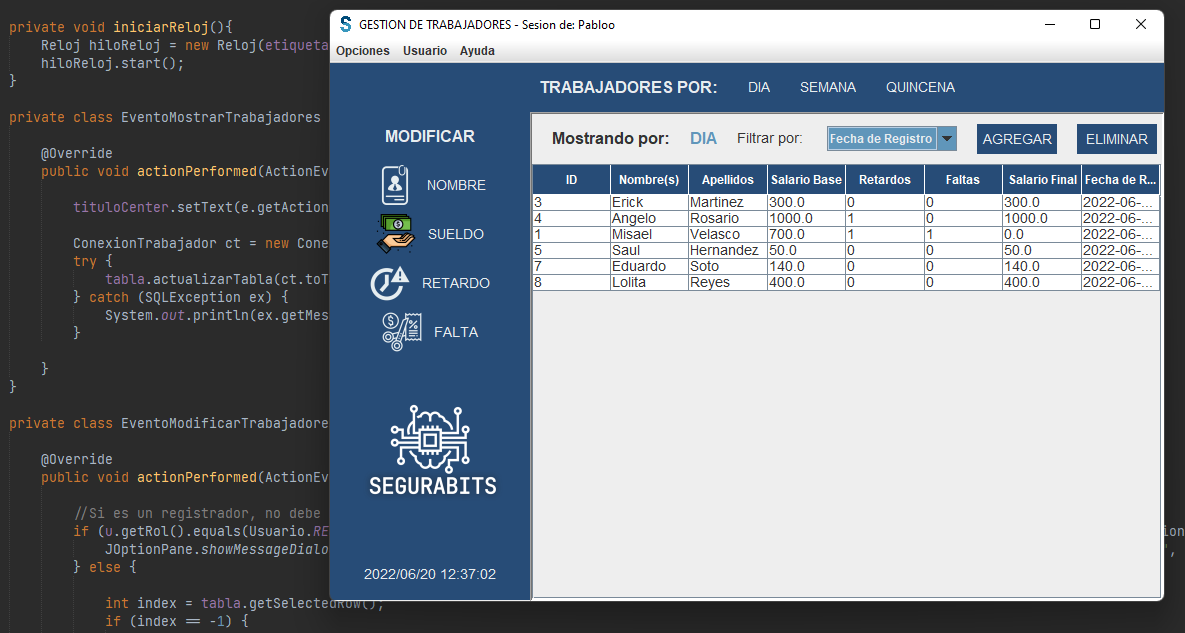 private void iniciarReloj(){
Reloj hiloReloj = new Reloj(etiqueta
hiloReloj.start();
}
private class EventoMostrarTrabajadores
@Override
public void actionPerformed(ActionEv
tituloCenter.setText(e.getAction
ConexionTrabajador ct = new Cone
try {
tabla.actualizarTabla(ct.toT
} catch (SQLException ex) {
System.out.println(ex.getMes
}
}
}
private class EventoModificarTrabajadore
@Override
public void actionPerformed(ActionEv
//Si es un registrador, no debe
if (u.getRol().equals(Usuario.RE
JOptionPane.showMessageDialo
} else {
int index = tabla.getSelectedRow();
if (index == -1) {
GESTION DE TRABAJADORES - Sesion de: Pabloo
Opciones Usuario Ayuda
TRABAJADORES POR: DIA SEMANA QUINCENA
MODIFICAR
NOMBRE
SUELDO
RETARDO
FALTA
SEGURABITS
2022/06/20 12:37:02
Mostrando por: DIA Filtrar por: Fecha de Registro AGREGAR ELIMINAR
ID Nombre(s) Apellidos Salario Base Retardos Faltas Salario Final Fecha de R...
3 Erick Martinez 300.0 0 0 300.0 2022-06-...
4 Angelo Rosario 1000.0 1 0 1000.0 2022-06-...
1 Misael Velasco 700.0 1 1 0.0 2022-06-...
5 Saul Hernandez 50.0 0 0 50.0 2022-06-...
7 Eduardo Soto 140.0 0 0 140.0 2022-06-...
8 Lolita Reyes 400.0 0 0 400.0 2022-06-...
ion
",